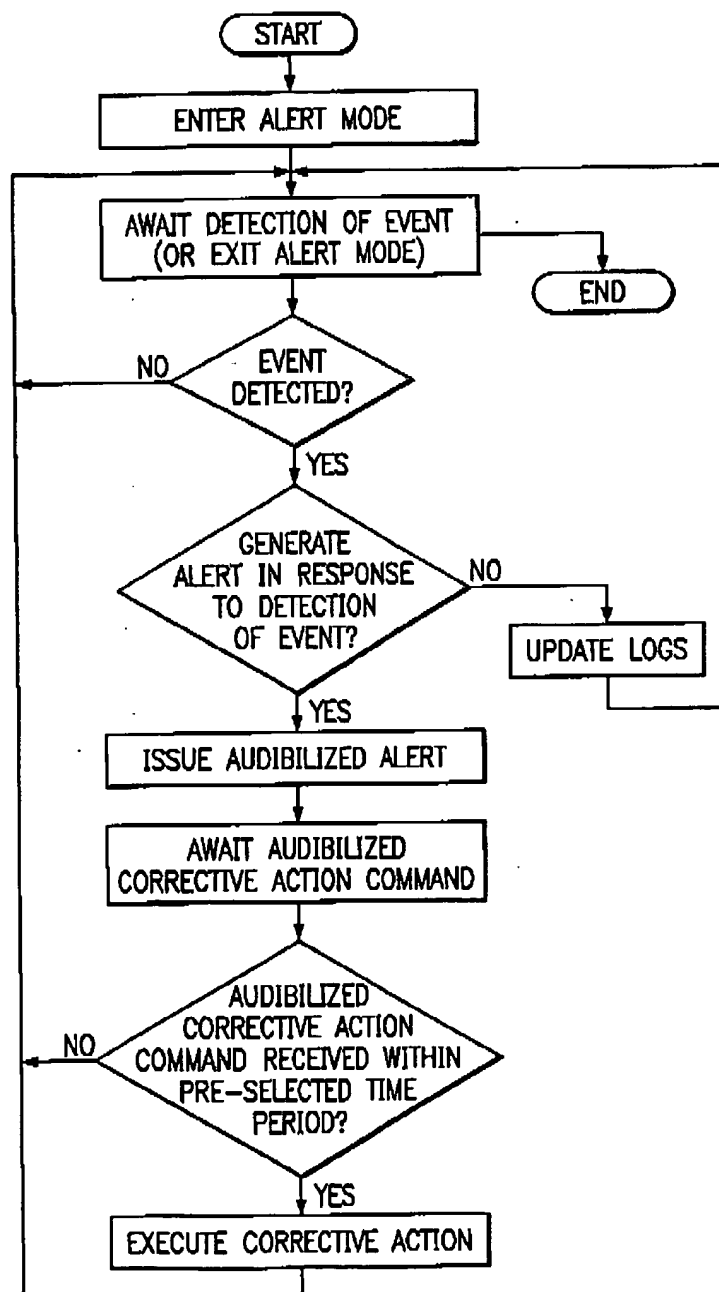 START
ENTER ALERT MODE
AWAIT DETECTION OF EVENT
(OR EXIT ALERT MODE)
END
NO
EVENT
DETECTED?
YES
GENERATE
ALERT IN RESPONSE
TO DETECTION
OF EVENT?
NO
UPDATE LOGS
YES
ISSUE AUDIBILIZED ALERT
AWAIT AUDIBILIZED
CORRECTIVE ACTION COMMAND
AUDIBILIZED
CORRECTIVE ACTION
COMMAND RECEIVED WITHIN
PRE-SELECTED TIME
PERIOD?
NO
YES
EXECUTE CORRECTIVE ACTION